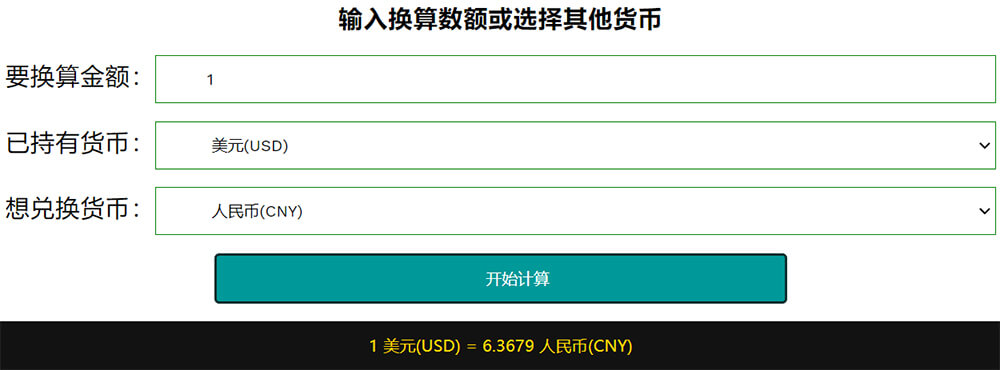 输入换算数额或选择其他货币
要换算金额： 1
已持有货币： 美元(USD)
想兑换货币： 人民币(CNY)
开始计算
1 美元(USD) = 6.3679 人民币(CNY)